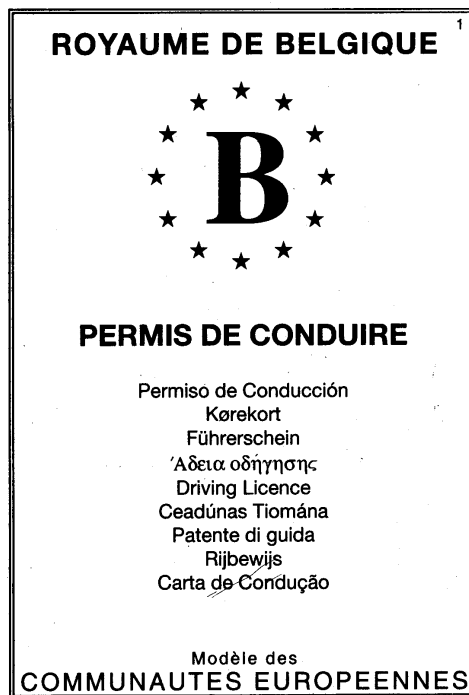 1
ROYAUME DE BELGIQUE
B
PERMIS DE CONDUIRE
Permiso de Conducción
Kørekort
Führerschein
Άδεια οδήγησης
Driving Licence
Ceadúnas Tiomána
Patente di guida
Rijbewijs
Carta de Condução
Modèle des
COMMUNAUTES EUROPEENNES